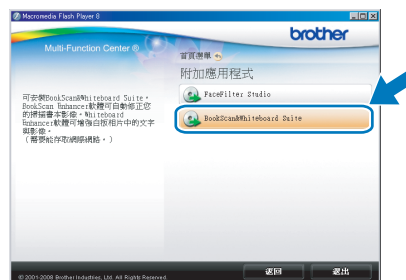 Macromedia Flash Player 8
brother
Multi-Function Center ®
首頁選單
附加應用程式
FaceFilter Studio
BookScan&Whiteboard Suite
可安裝BookScan&Whiteboard Suite。
BookScan Enhancer軟體可自動修正您
的掃描書本影像。Whiteboard
Enhancer軟體可增強白板相片中的文字
與影像。
(需要能存取網際網路。)
返回
退出
© 2001-2008 Brother Industries, Ltd. All Rights Reserved.